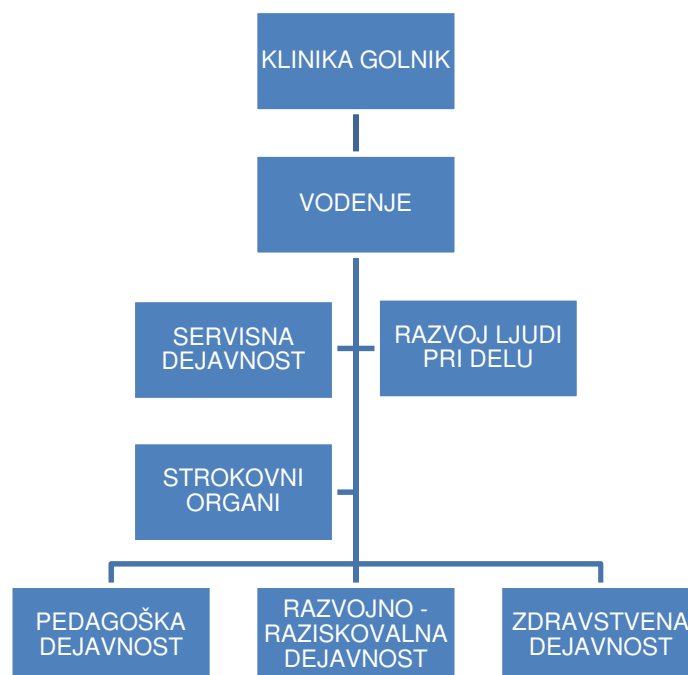 KLINIKA GOLNIK
VODENJE
SERVISNA
DEJAVNOST
RAZVOJ LJUDI
PRI DELU
STROKOVNI
ORGANI
PEDAGOŠKA
DEJAVNOST
RAZVOJNO -
RAZISKOVALNA
DEJAVNOST
ZDRAVSTVENA
DEJAVNOST